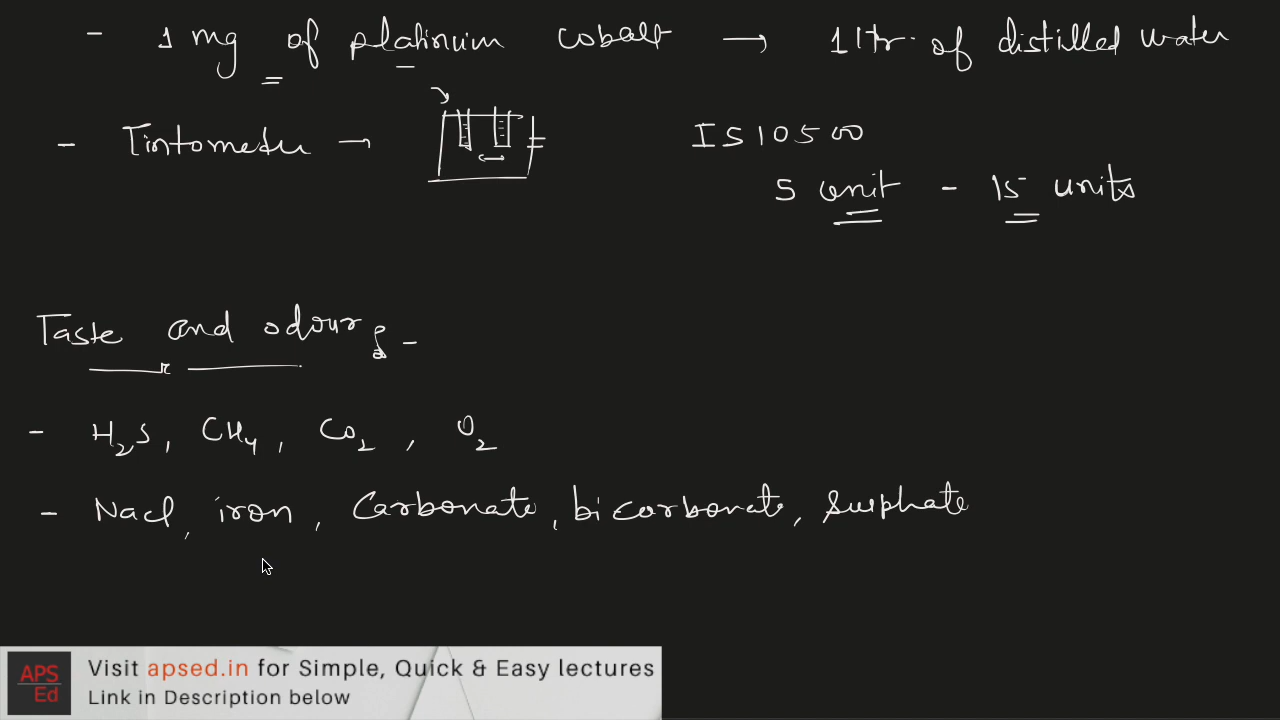 - 1 mg of platinum cobalt → 1 ltr. of distilled water
- Tintometer →
IS 10500
5 unit - 15 units
Taste and odour :-
- H₂S, CH₄, CO₂, O₂
- Nacl, iron, Carbonate, bicarbonate, Sulphate
APS
Ed
Visit apsed.in for Simple, Quick & Easy lectures
Link in Description below